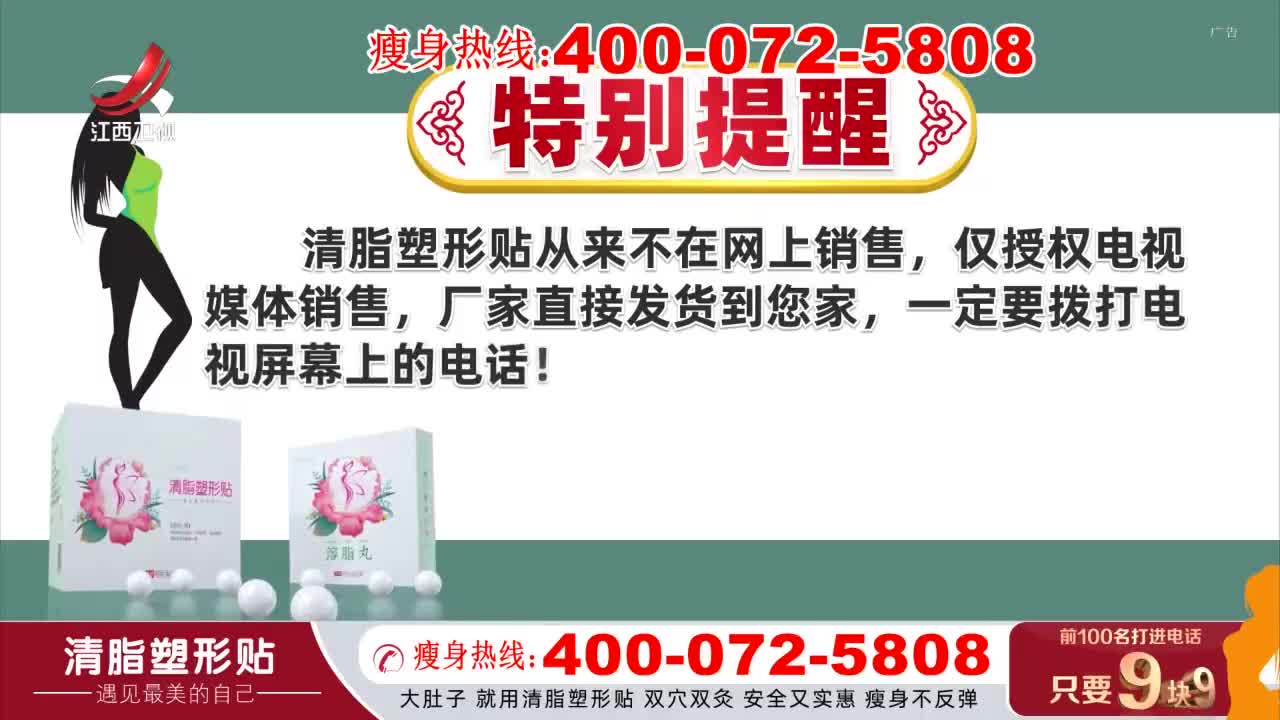 广告
瘦身热线:400-072-5808
江西卫视
特别提醒
清脂塑形贴从来不在网上销售，仅授权电视
媒体销售，厂家直接发货到您家，一定要拨打电
视屏幕上的电话！
清脂塑形贴
溶脂丸
清脂塑形贴
遇见最美的自己
瘦身热线:400-072-5808
大肚子 就用清脂塑形贴 双穴双灸 安全又实惠 瘦身不反弹
前100名打进电话
只要9块9